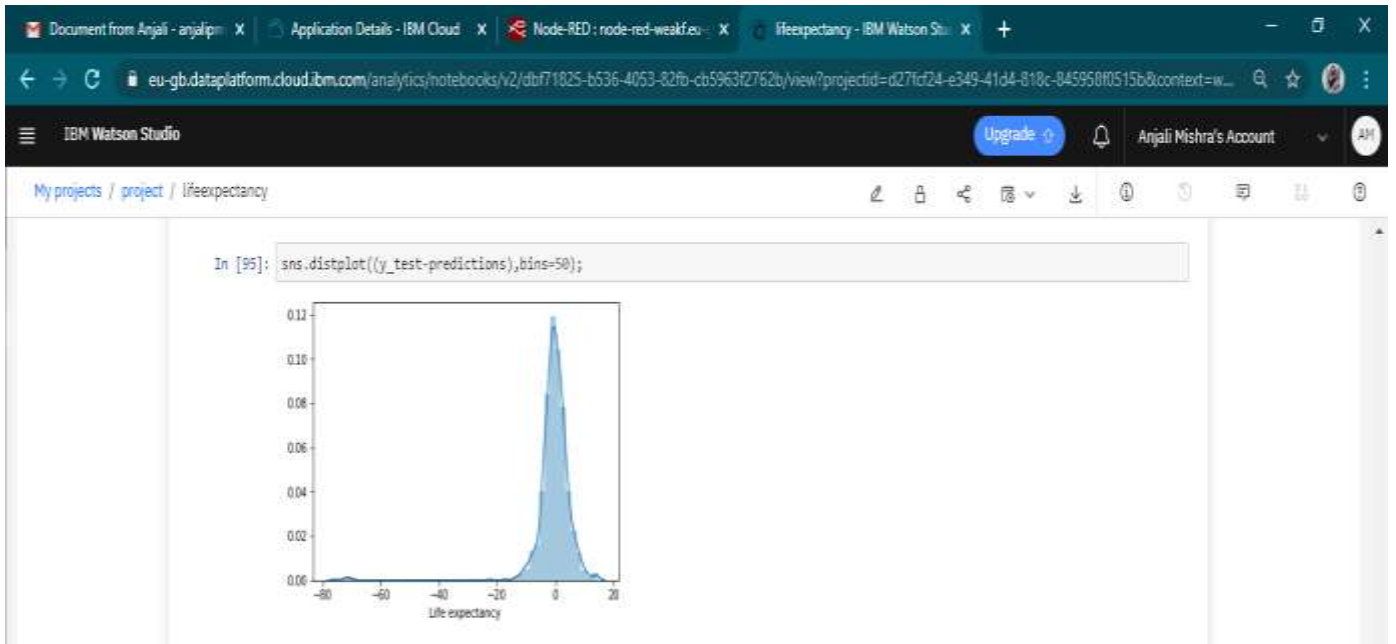 Document from Anjali - anjalipm X Application Details - IBM Cloud X Node-RED : node-red-weakf.eu-g X lifeexpectancy - IBM Watson Stu X +
eu-gb.dataplatform.cloud.ibm.com/analytics/notebooks/v2/dbf71825-b536-4053-82fb-cb5963f2762b/view?projectid=d27fcf24-e349-41d4-818c-845958f0515b&context=w...
IBM Watson Studio Upgrade Anjali Mishra's Account AM
My projects / project / lifeexpectancy
In [95]: sns.distplot((y_test-predictions),bins=50);
0.12
0.10
0.08
0.06
0.04
0.02
0.00
−80 −60 −40 −20 0 20
Life expectancy